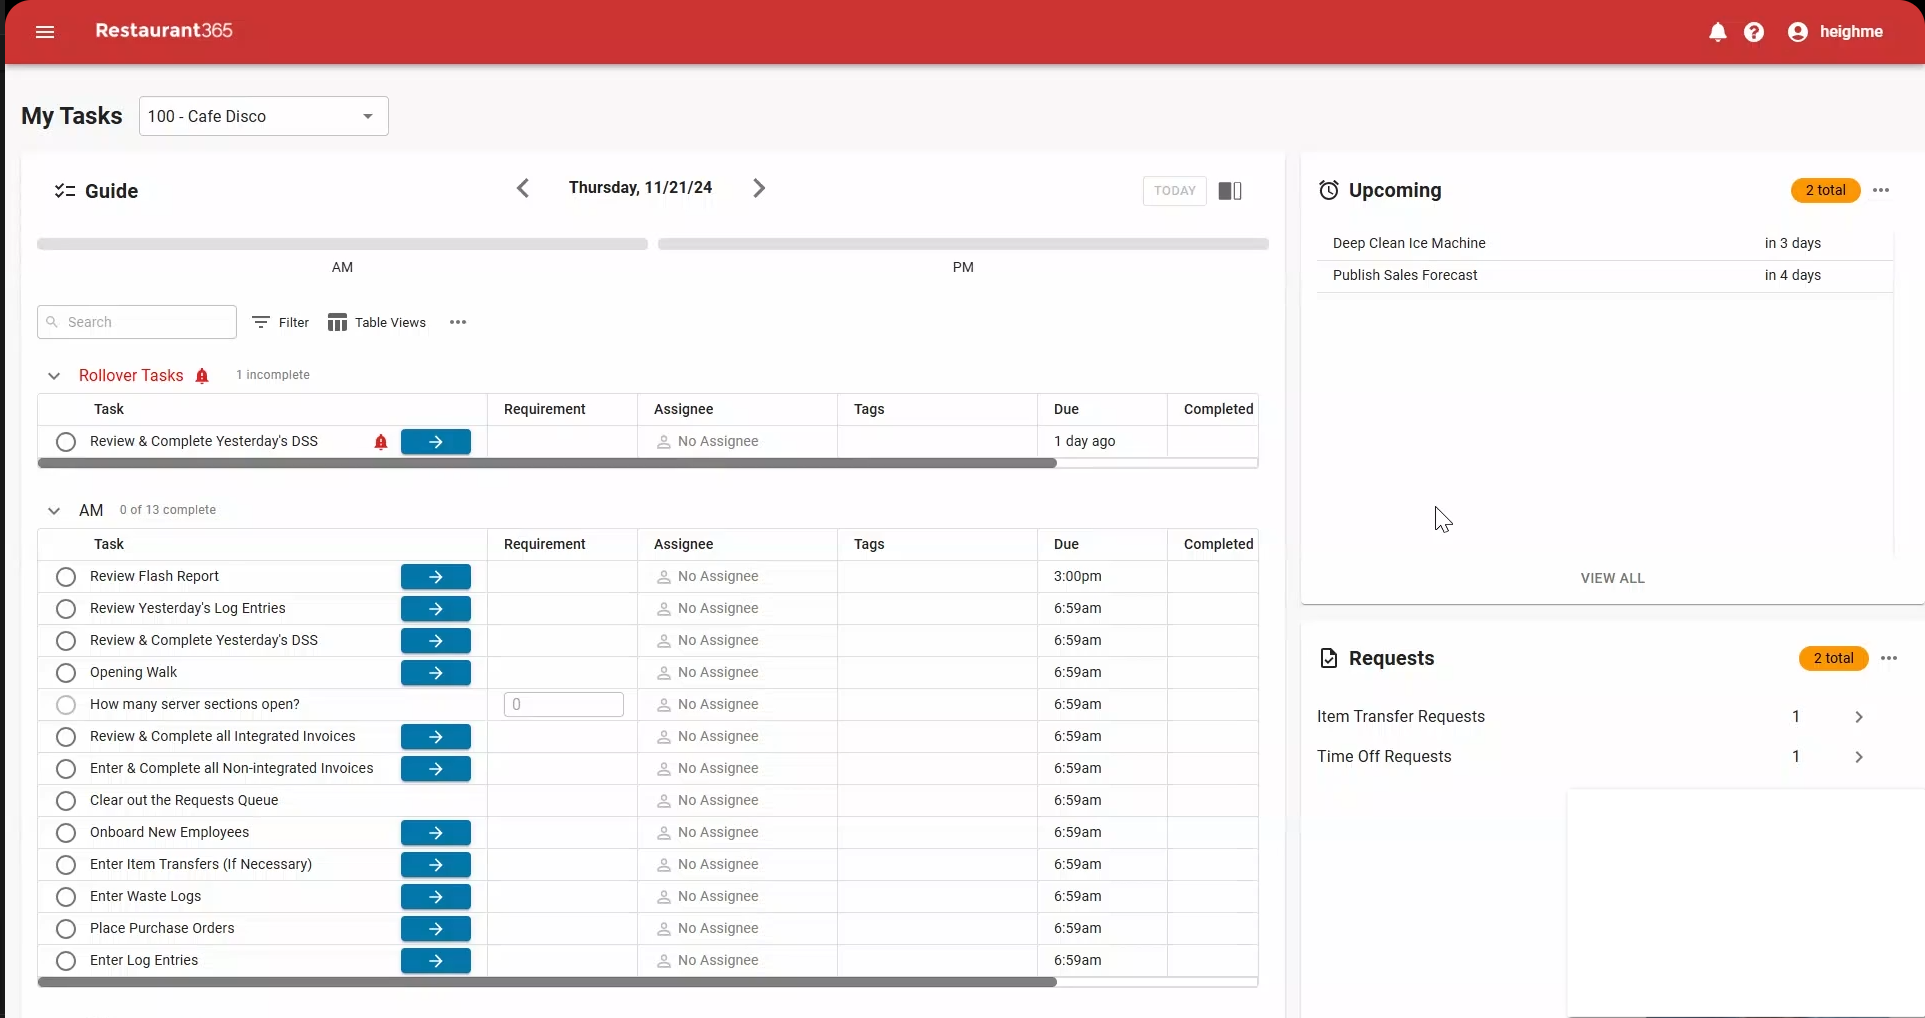 Restaurant365
heighme
My Tasks
100 - Cafe Disco
Guide
Thursday, 11/21/24
TODAY
AM
PM
Search
Filter
Table Views
Rollover Tasks
1 incomplete
Task Requirement Assignee Tags Due Completed
Review & Complete Yesterday's DSS No Assignee 1 day ago
AM
0 of 13 complete
Task Requirement Assignee Tags Due Completed
Review Flash Report No Assignee 3:00pm
Review Yesterday's Log Entries No Assignee 6:59am
Review & Complete Yesterday's DSS No Assignee 6:59am
Opening Walk No Assignee 6:59am
How many server sections open? 0 No Assignee 6:59am
Review & Complete all Integrated Invoices No Assignee 6:59am
Enter & Complete all Non-integrated Invoices No Assignee 6:59am
Clear out the Requests Queue No Assignee 6:59am
Onboard New Employees No Assignee 6:59am
Enter Item Transfers (If Necessary) No Assignee 6:59am
Enter Waste Logs No Assignee 6:59am
Place Purchase Orders No Assignee 6:59am
Enter Log Entries No Assignee 6:59am
Upcoming
2 total
Deep Clean Ice Machine in 3 days
Publish Sales Forecast in 4 days
VIEW ALL
Requests
2 total
Item Transfer Requests 1
Time Off Requests 1